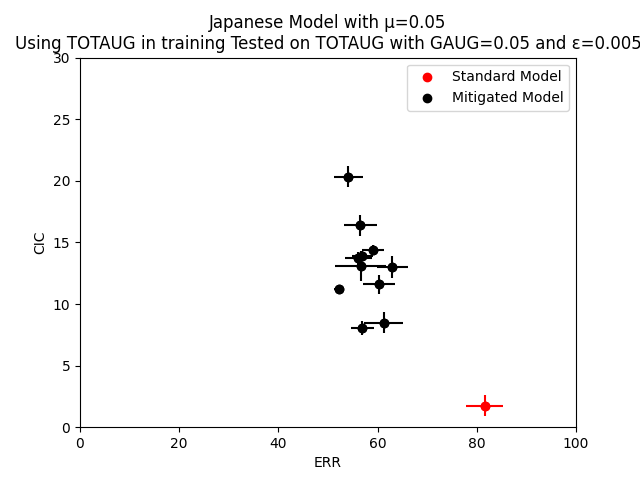 Japanese Model with μ=0.05
Using TOTAUG in training Tested on TOTAUG with GAUG=0.05 and ε=0.005
Standard Model
Mitigated Model
30
25
20
15
10
5
0
CIC
0 20 40 60 80 100
ERR